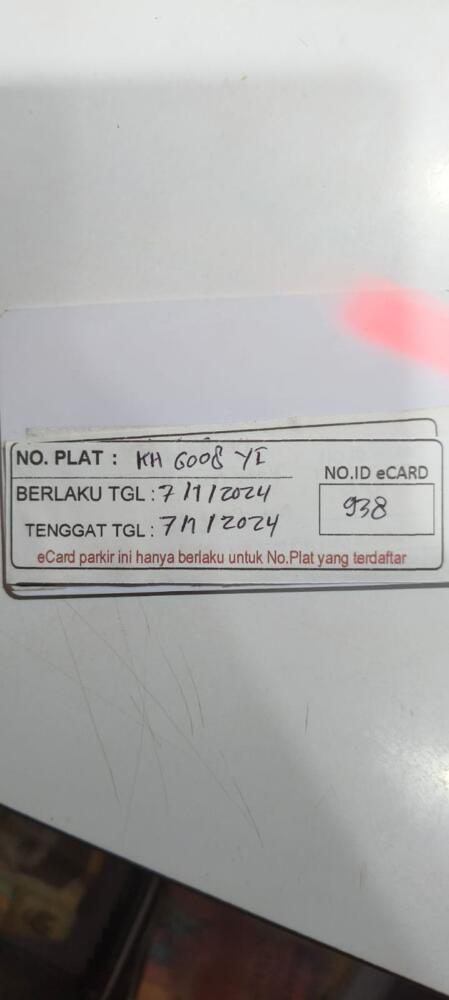 NO. PLAT : KH 6008 YI
NO.ID eCARD
BERLAKU TGL : 7/1/2024
938
TENGGAT TGL : 7/7/2024
eCard parkir ini hanya berlaku untuk No.Plat yang terdaftar